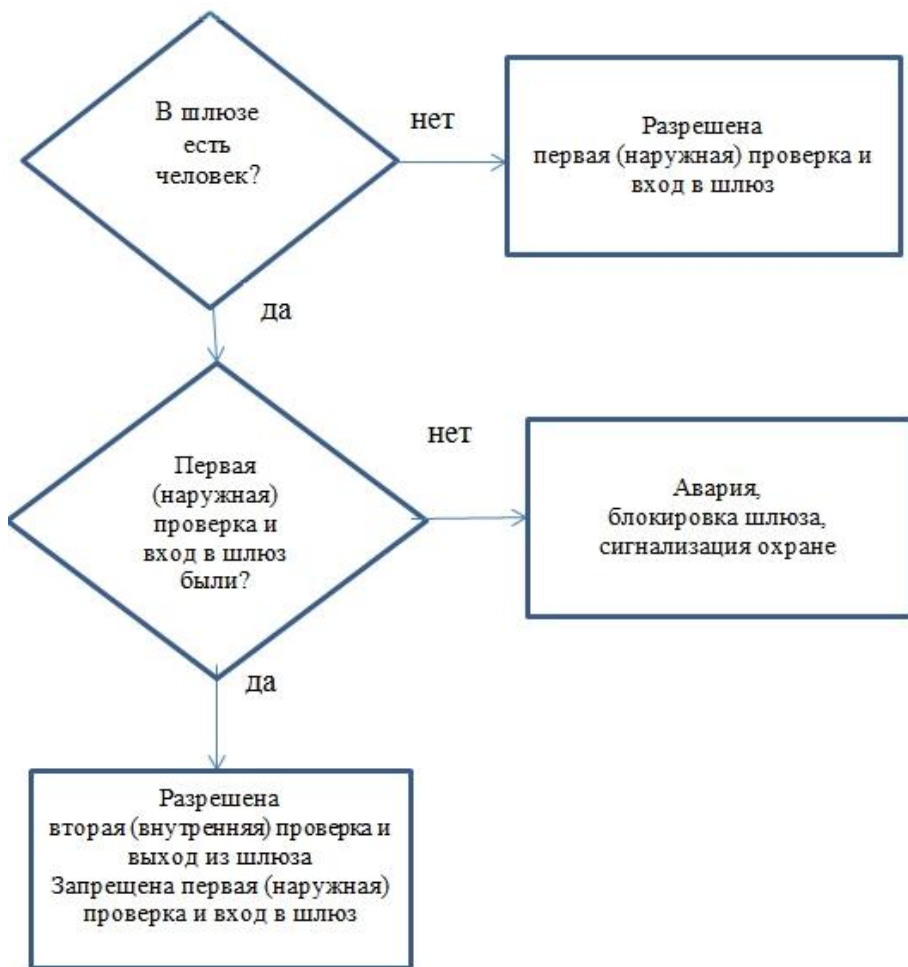 В шлюзе
есть
человек?
нет
Разрешена
первая (наружная) проверка и
вход в шлюз
да
Первая
(наружная)
проверка и
вход в шлюз
были?
нет
Авария,
блокировка шлюза,
сигнализация охране
да
Разрешена
вторая (внутренняя) проверка и
выход из шлюза
Запрещена первая (наружная)
проверка и вход в шлюз